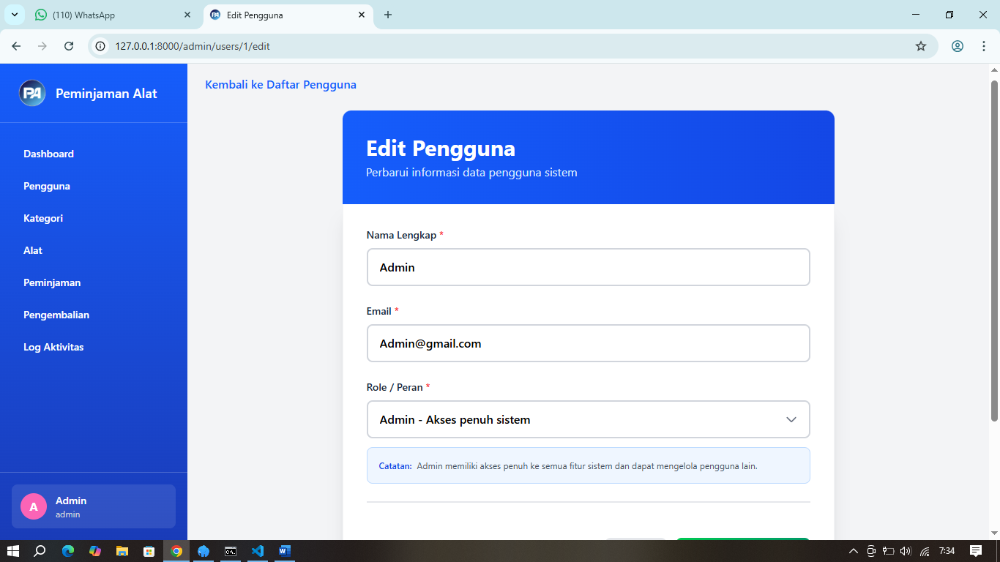 (110) WhatsApp
Edit Pengguna
127.0.0.1:8000/admin/users/1/edit
PA
Peminjaman Alat
Dashboard
Pengguna
Kategori
Alat
Peminjaman
Pengembalian
Log Aktivitas
A
Admin
admin
Kembali ke Daftar Pengguna
Edit Pengguna
Perbarui informasi data pengguna sistem
Nama Lengkap *
Admin
Email *
Admin@gmail.com
Role / Peran *
Admin - Akses penuh sistem
Catatan: Admin memiliki akses penuh ke semua fitur sistem dan dapat mengelola pengguna lain.
7:34